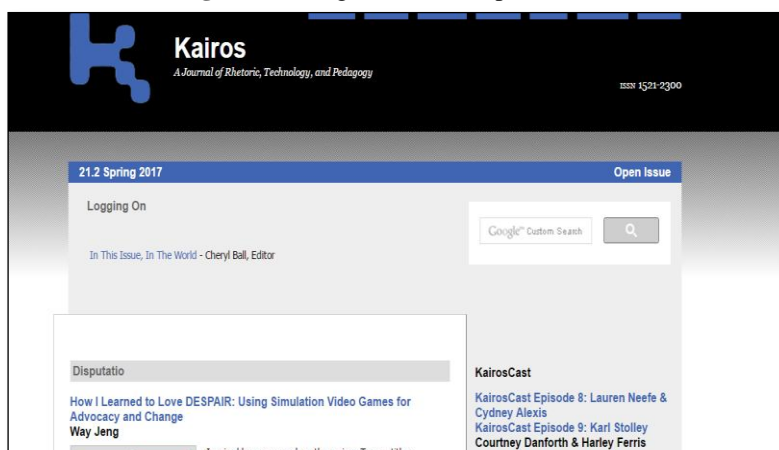 Kairos
A Journal of Rhetoric, Technology, and Pedagogy
ISSN 1521-2300
21.2 Spring 2017
Open Issue
Logging On
Google™ Custom Search
In This Issue, In The World - Cheryl Ball, Editor
Disputatio
How I Learned to Love DESPAIR: Using Simulation Video Games for
Advocacy and Change
Way Jeng
KairosCast
KairosCast Episode 8: Lauren Neefe &
Cydney Alexis
KairosCast Episode 9: Karl Stolley
Courtney Danforth & Harley Ferris